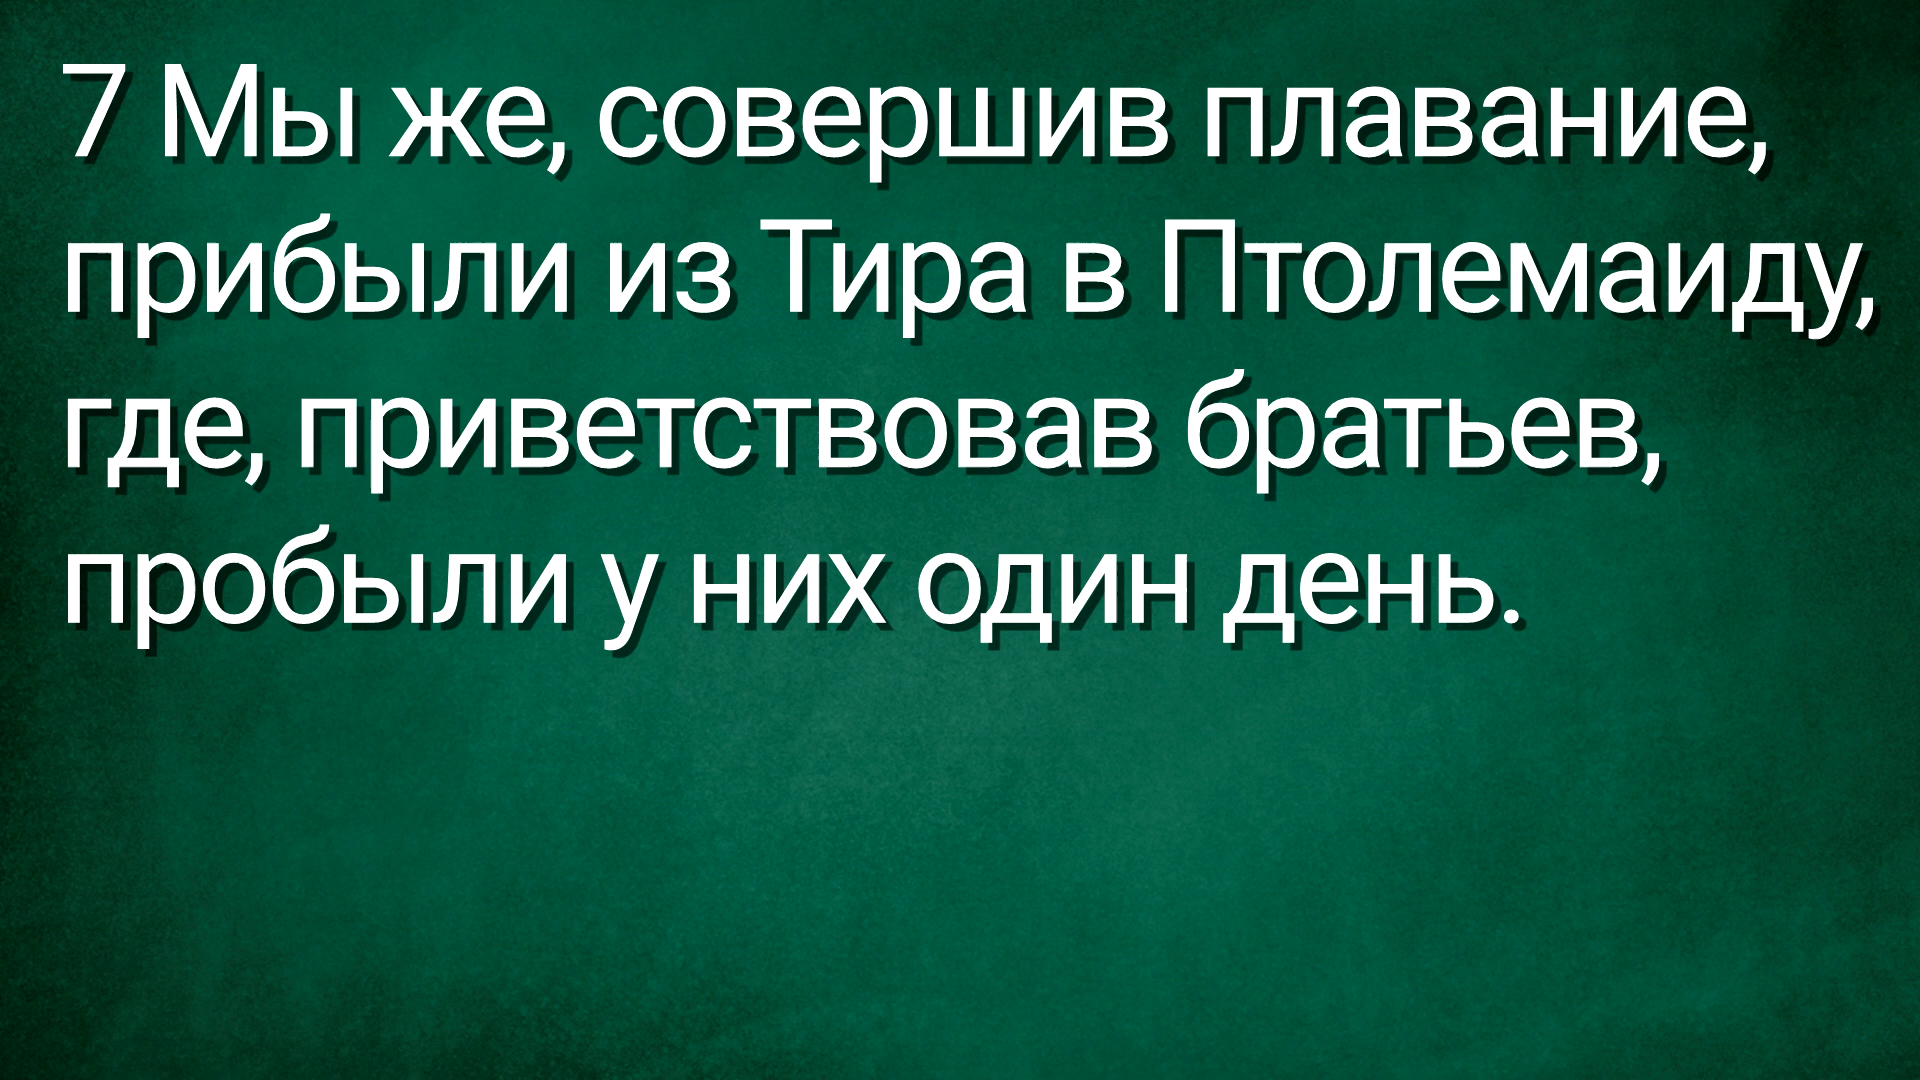 7 Мы же, совершив плавание,
прибыли из Тира в Птолемаиду,
где, приветствовав братьев,
пробыли у них один день.